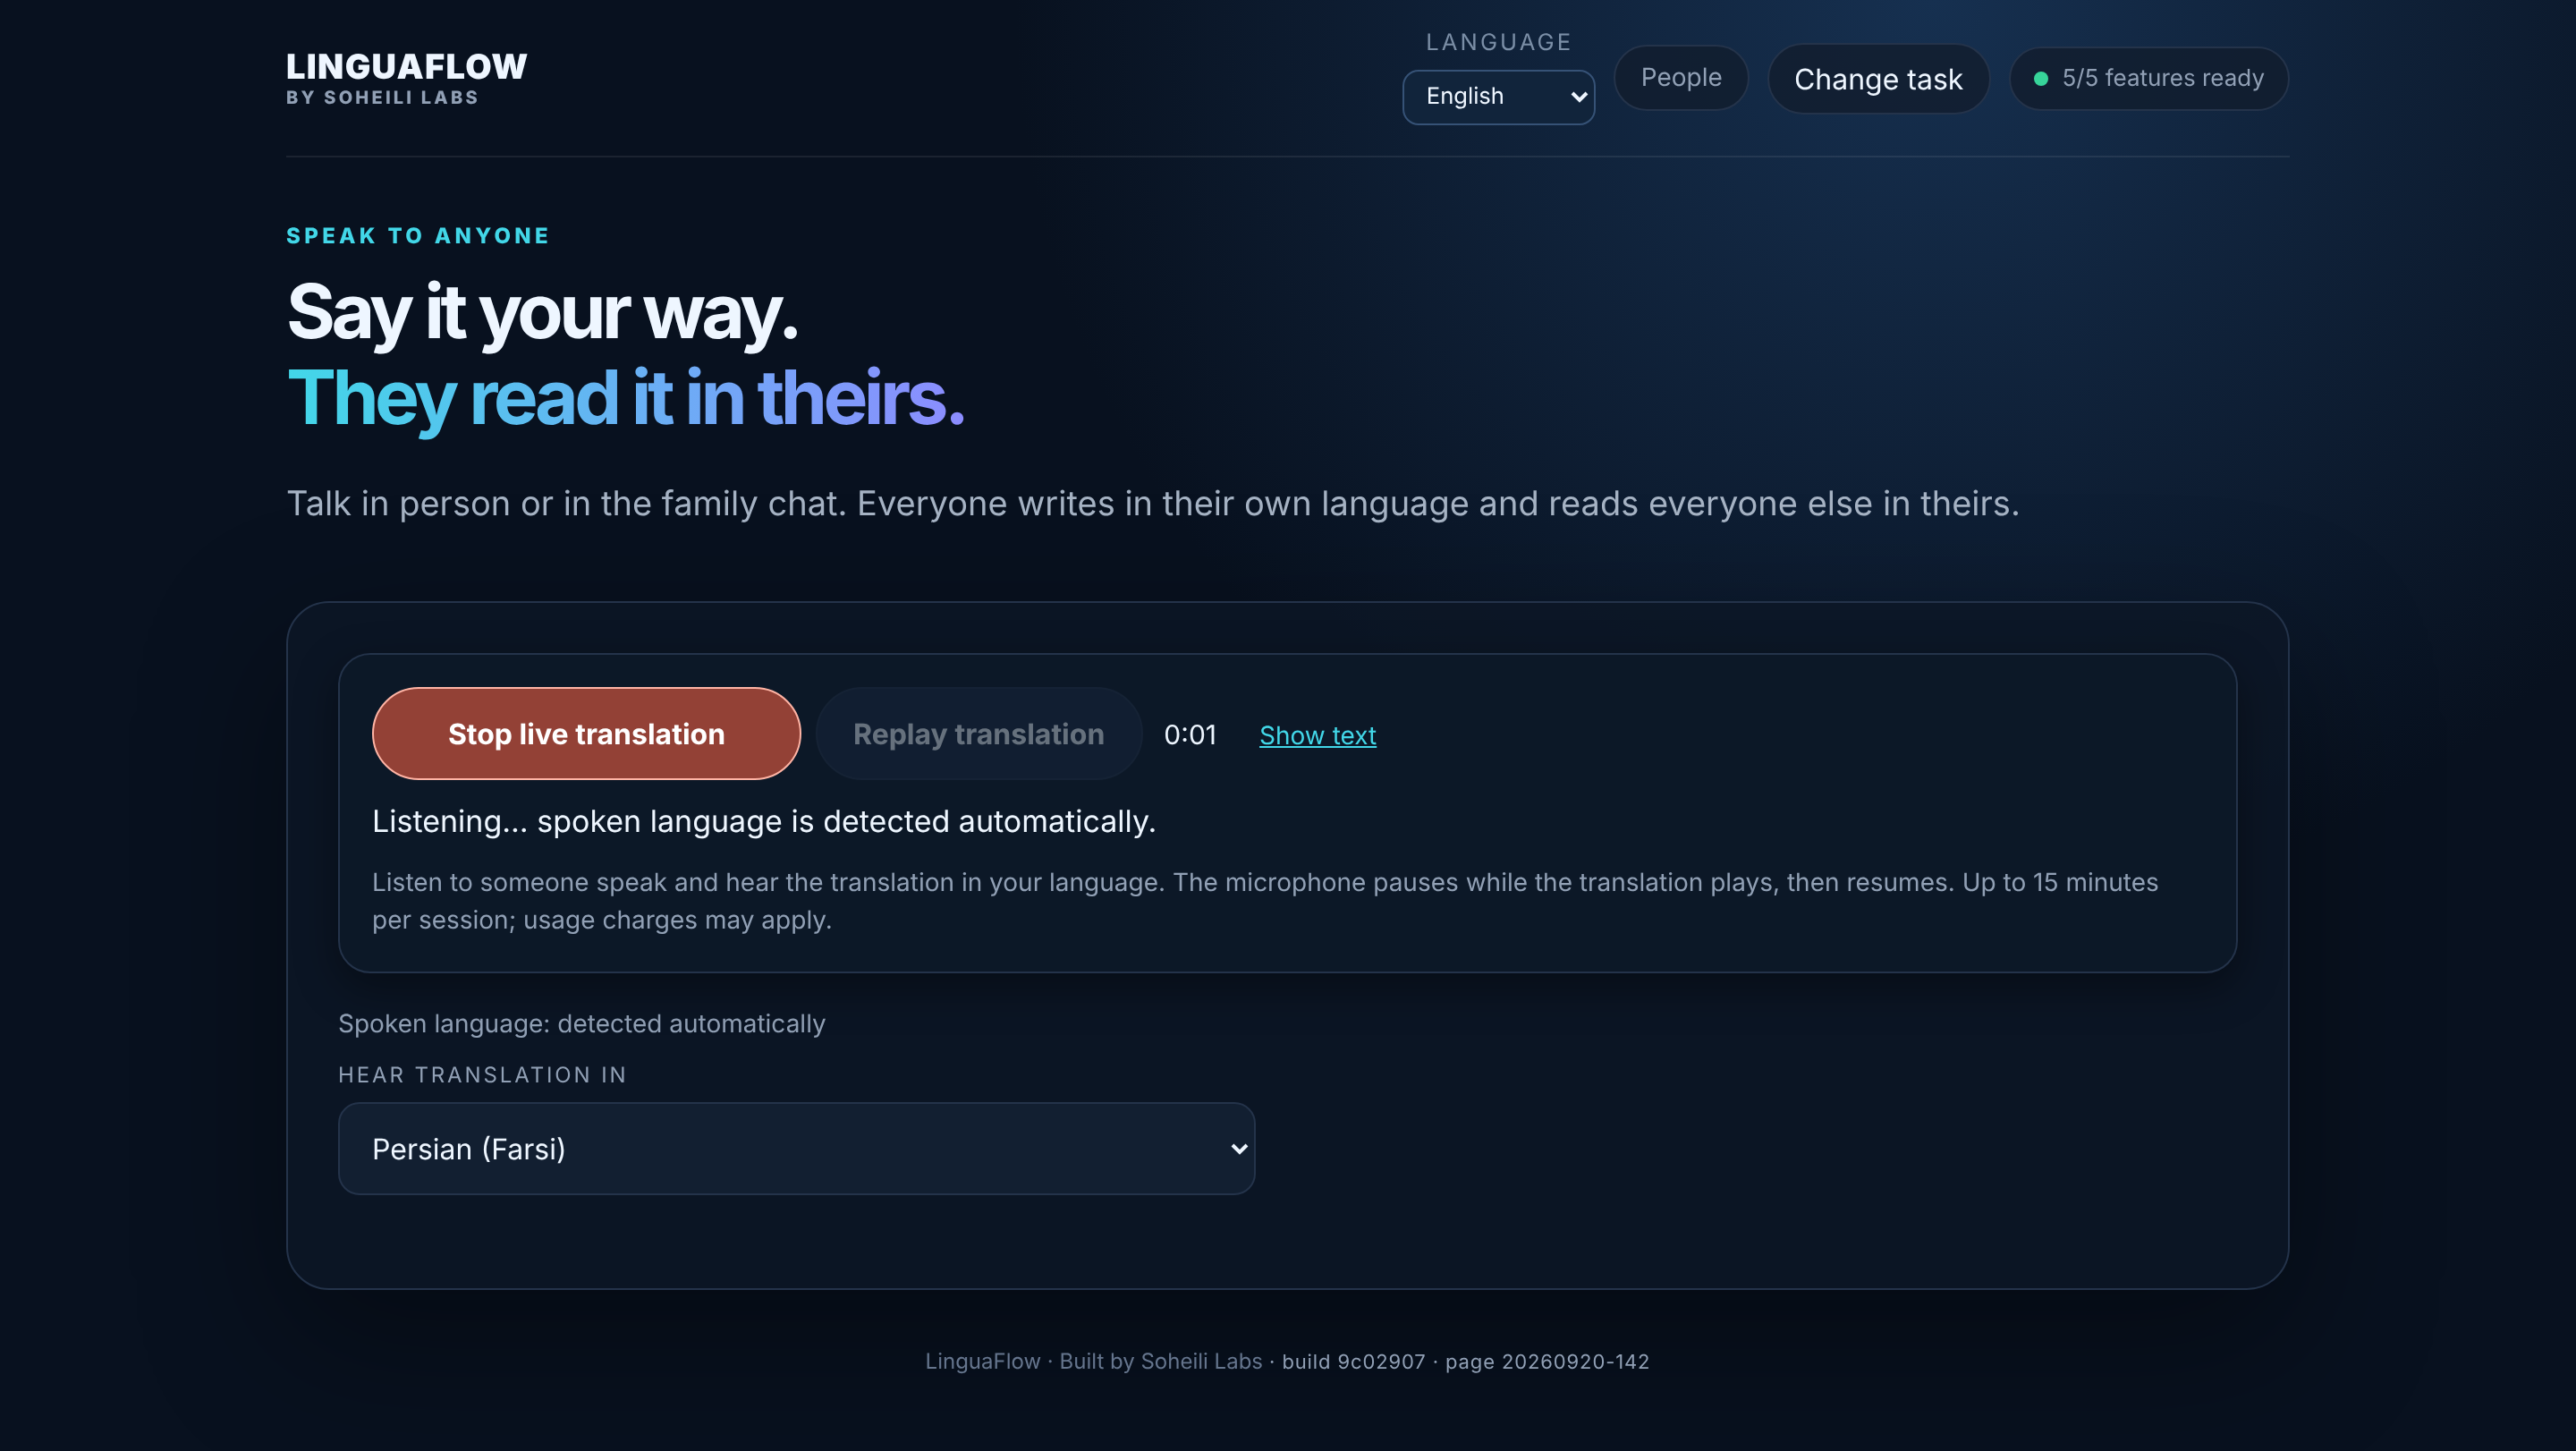 LINGUAFLOW
BY SOHEILI LABS
LANGUAGE
English
People
Change task
5/5 features ready
SPEAK TO ANYONE
Say it your way.
They read it in theirs.
Talk in person or in the family chat. Everyone writes in their own language and reads everyone else in theirs.
Stop live translation
Replay translation
0:01
Show text
Listening... spoken language is detected automatically.
Listen to someone speak and hear the translation in your language. The microphone pauses while the translation plays, then resumes. Up to 15 minutes
per session; usage charges may apply.
Spoken language: detected automatically
HEAR TRANSLATION IN
Persian (Farsi)
LinguaFlow · Built by Soheili Labs · build 9c02907 · page 20260920-142